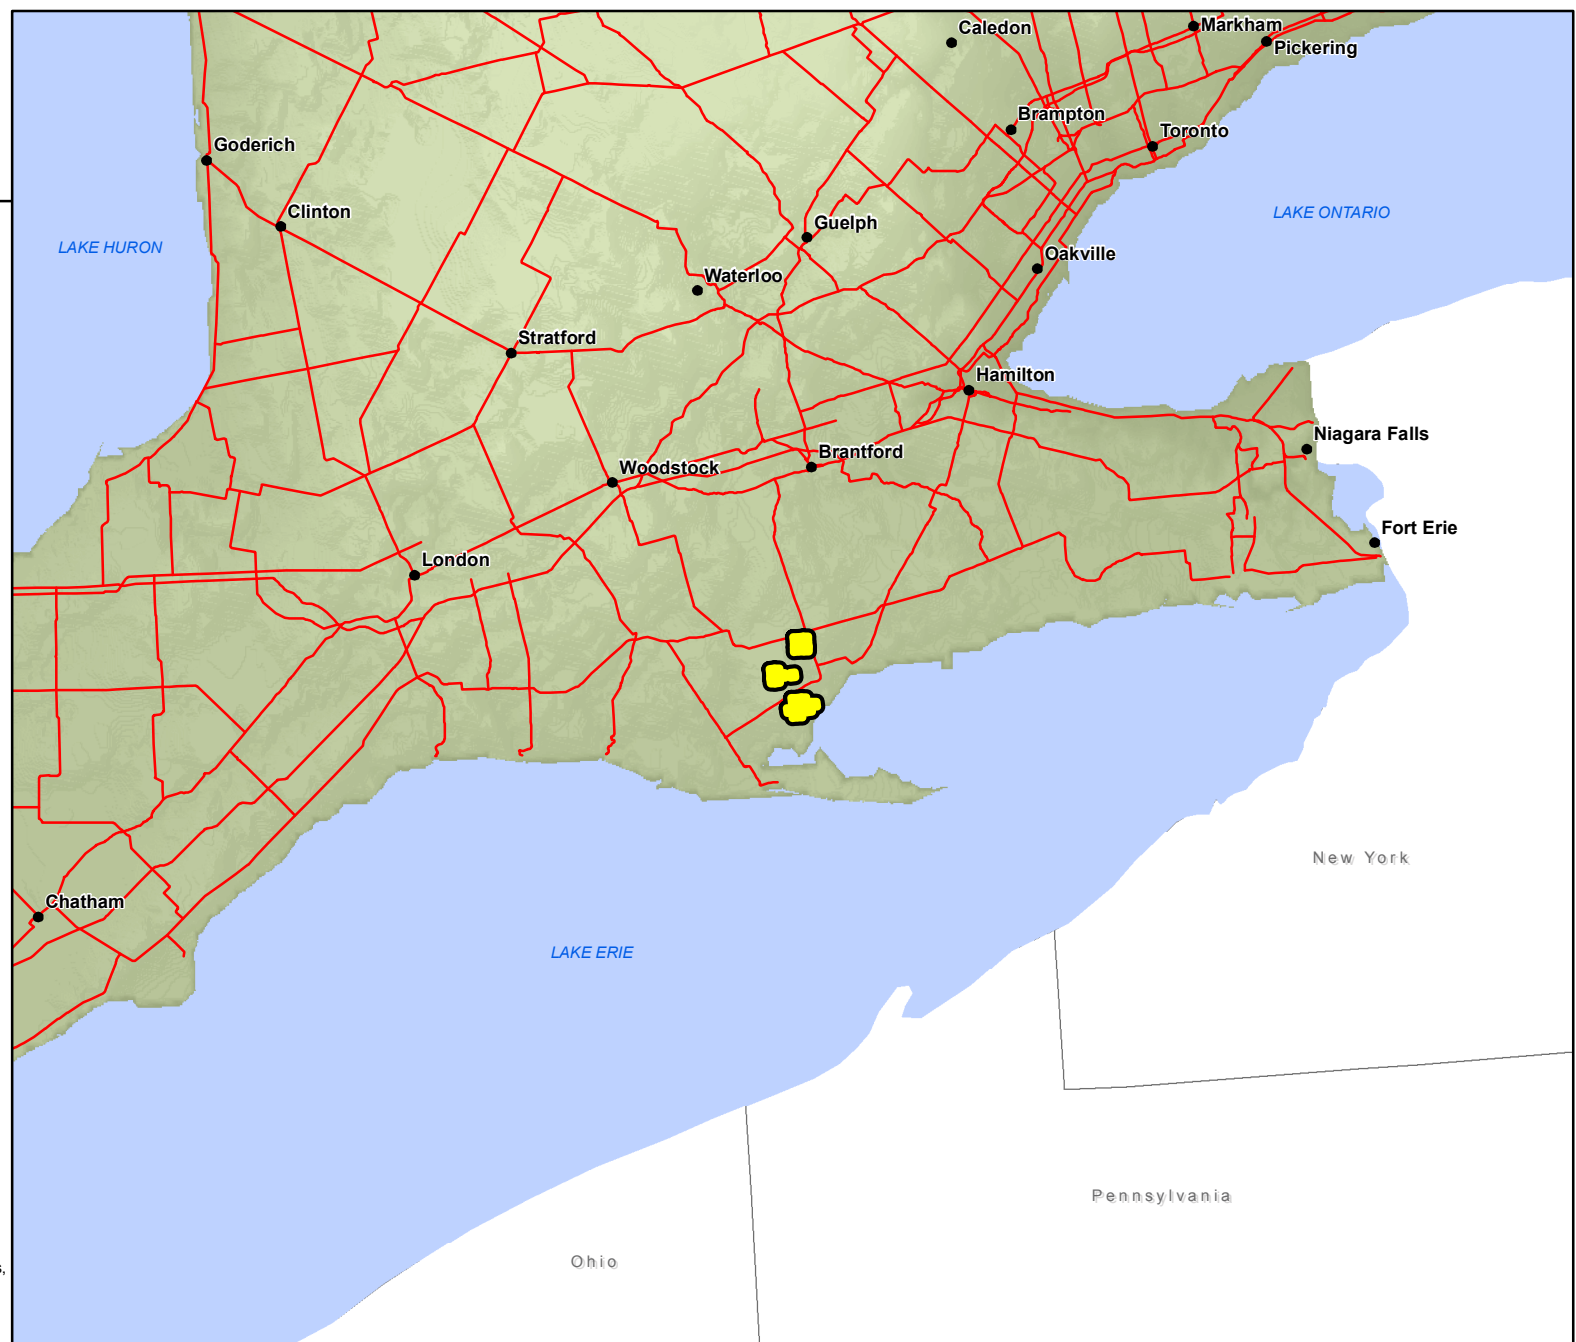 Caledon
Markham
Pickering
Brampton
Toronto
Goderich
Clinton
Guelph
LAKE ONTARIO
LAKE HURON
Oakville
Waterloo
Stratford
Hamilton
Niagara Falls
Brantford
Woodstock
Fort Erie
London
New York
Chatham
LAKE ERIE
Pennsylvania
Ohio